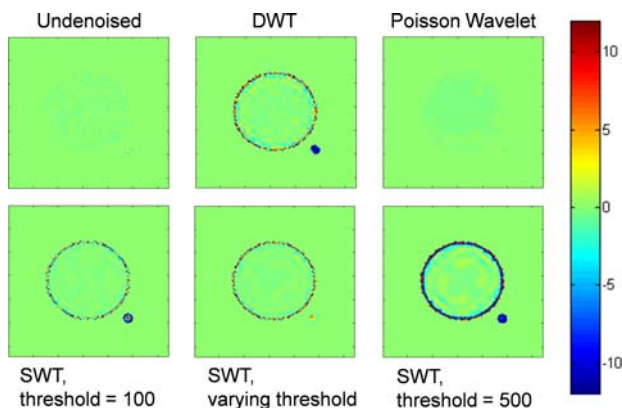 Undenoised
DWT
Poisson Wavelet
10
5
0
-5
-10
SWT,
threshold = 100
SWT,
varying threshold
SWT,
threshold = 500